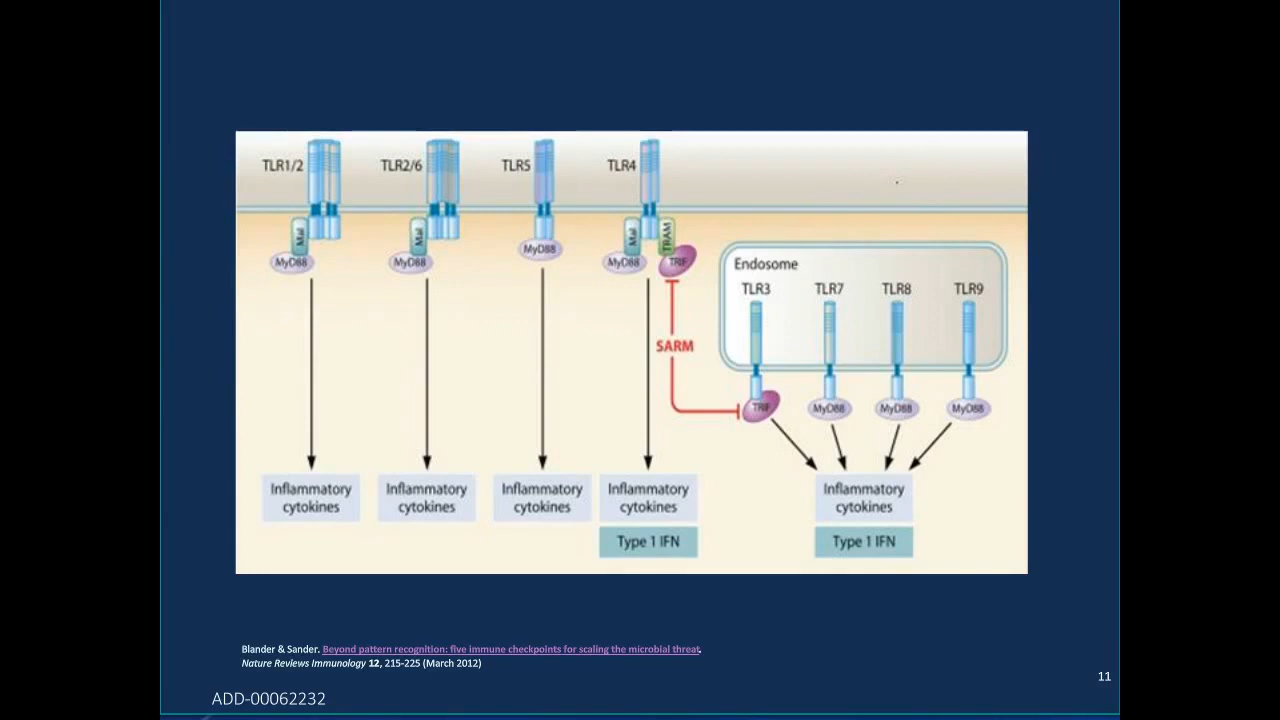 TLR1/2
TLR2/6
TLR5
TLR4
Mal
MyD88
Mal
MyD88
MyD88
Mal
MyD88
TRAM
TRIF
Endosome
TLR3
TLR7
TLR8
TLR9
SARM
TRIF
MyD88
MyD88
MyD88
Inflammatory
cytokines
Inflammatory
cytokines
Inflammatory
cytokines
Inflammatory
cytokines
Type 1 IFN
Inflammatory
cytokines
Type 1 IFN
Blander & Sander. Beyond pattern recognition: five immune checkpoints for scaling the microbial threat.
Nature Reviews Immunology 12, 215-225 (March 2012)
11
ADD-00062232